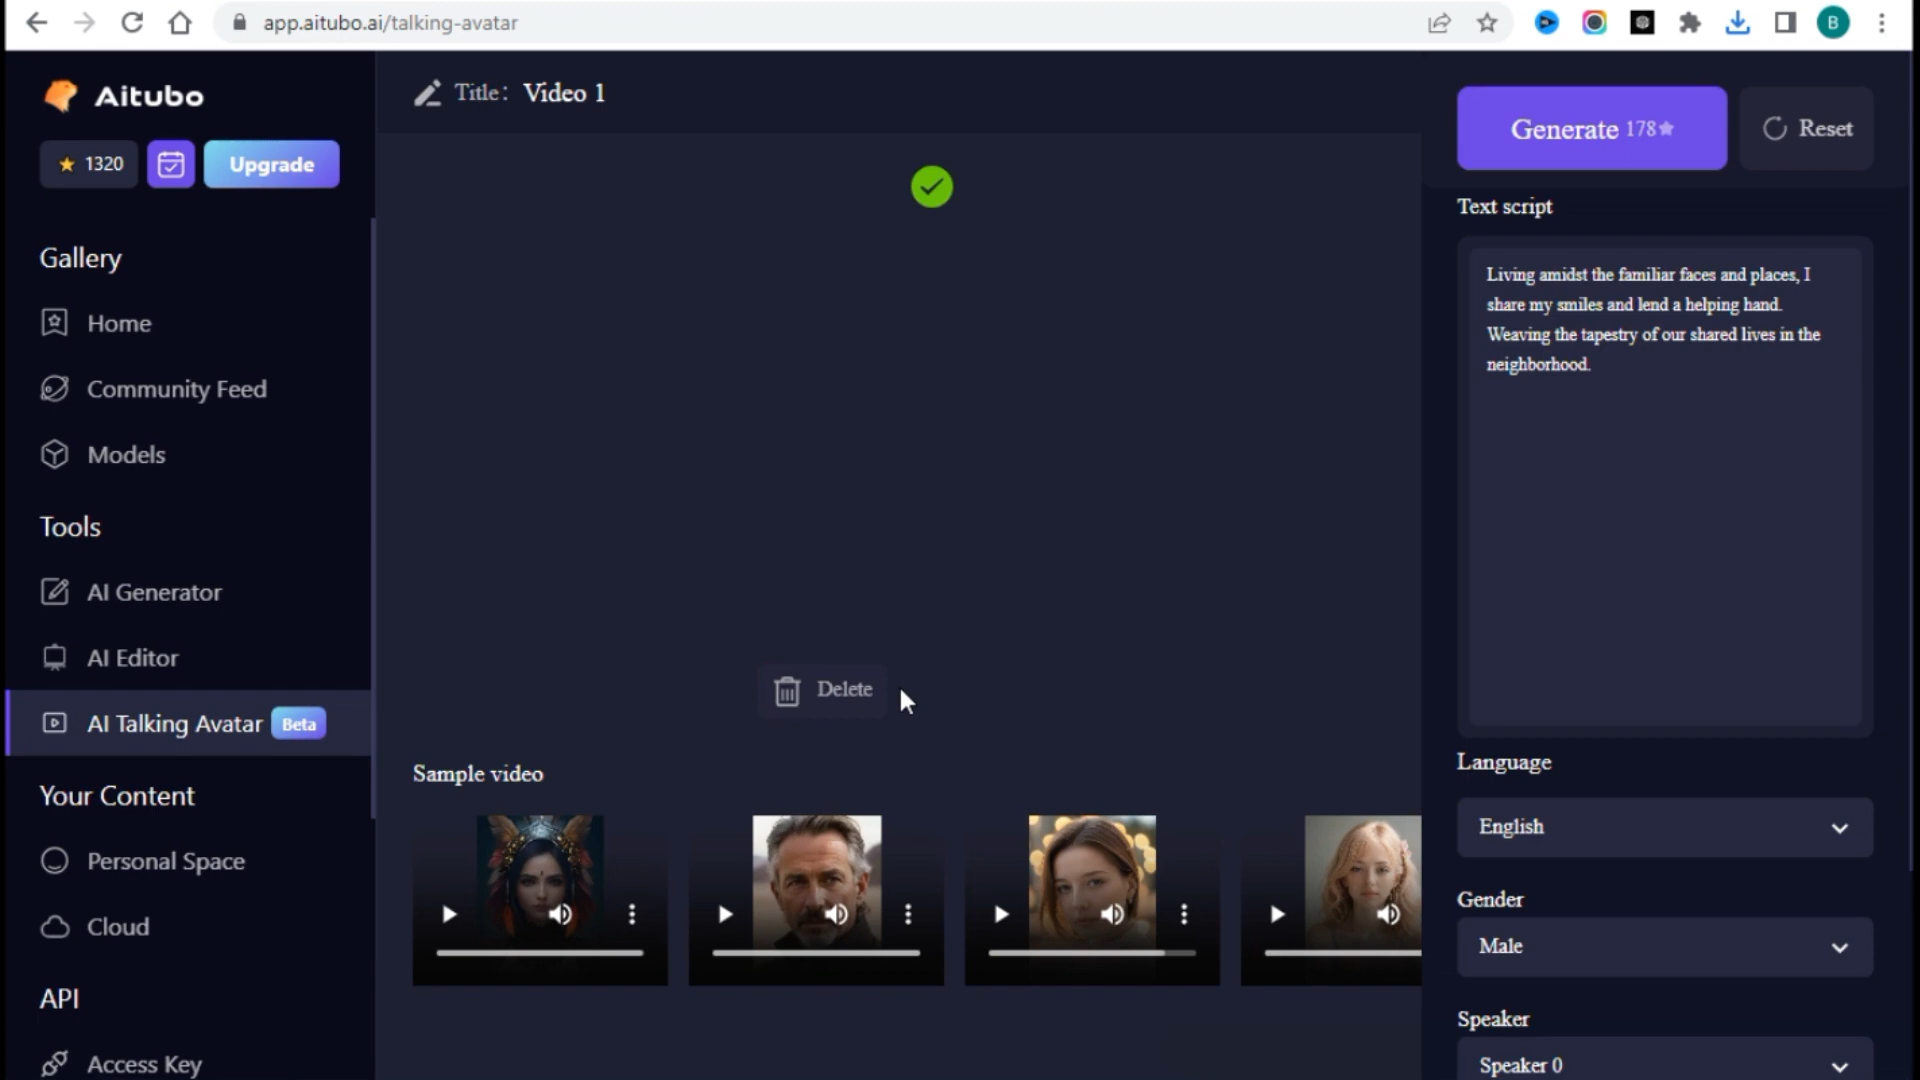 app.aitubo.ai/talking-avatar
B
Aitubo
1320
Upgrade
Gallery
Home
Community Feed
Models
Tools
AI Generator
AI Editor
AI Talking Avatar Beta
Your Content
Personal Space
Cloud
API
Access Key
Title: Video 1
Delete
Sample video
Generate 178
Reset
Text script
Living amidst the familiar faces and places, I
share my smiles and lend a helping hand.
Weaving the tapestry of our shared lives in the
neighborhood.
Language
English
Gender
Male
Speaker
Speaker 0